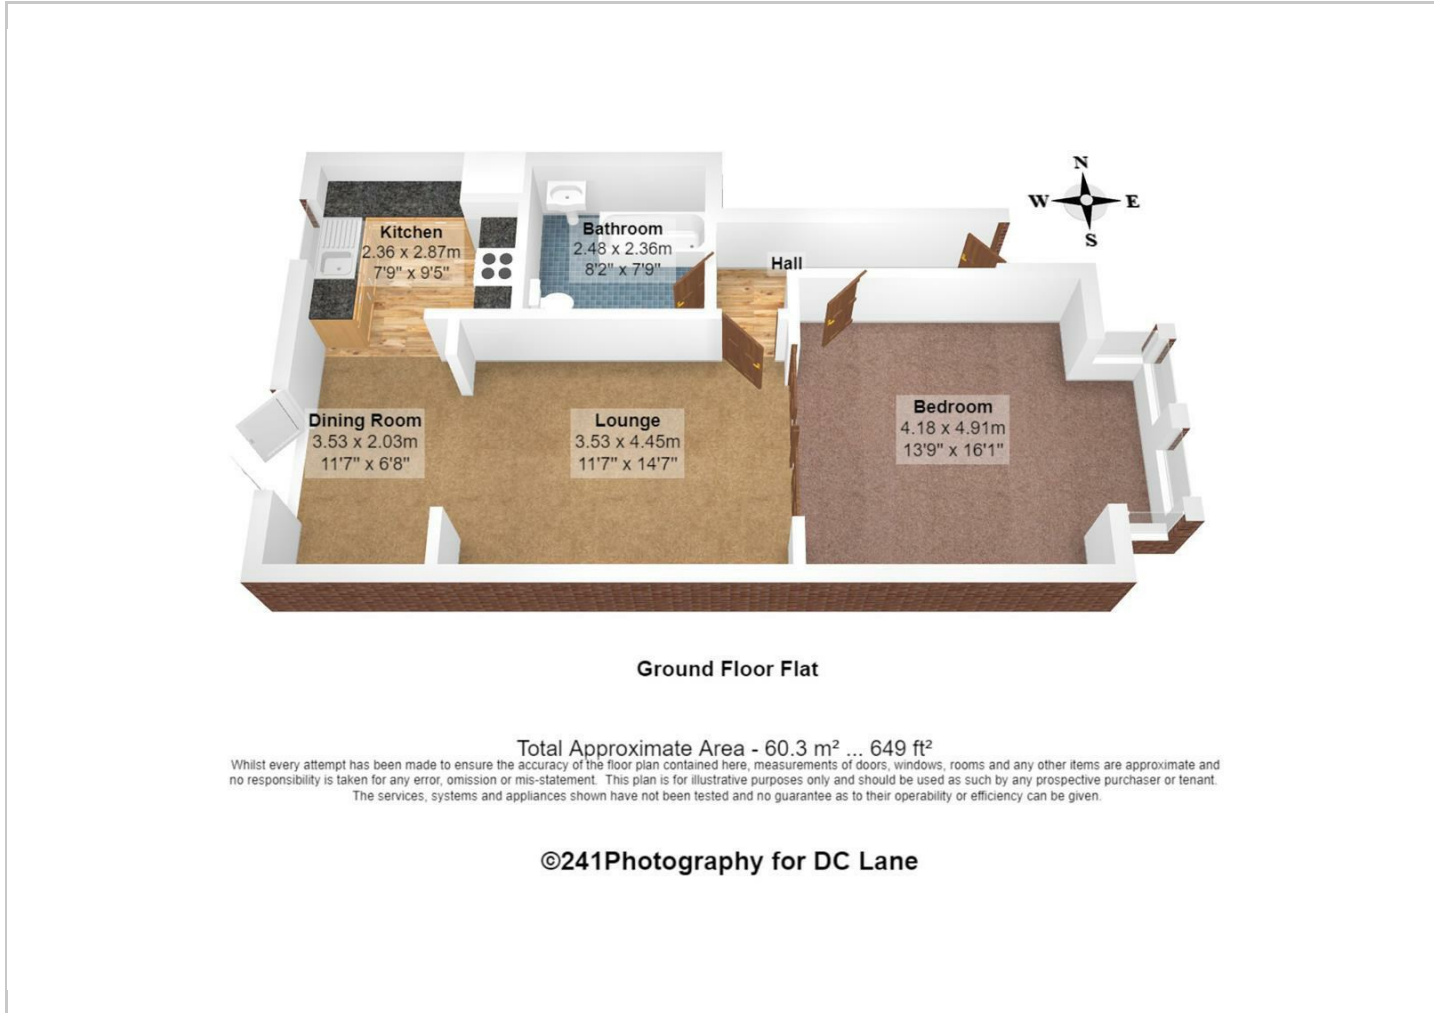 N
W E
S
Kitchen
2.36 x 2.87m
7'9" x 9'5"
Bathroom
2.48 x 2.36m
8'2" x 7'9"
Hall
Dining Room
3.53 x 2.03m
11'7" x 6'8"
Lounge
3.53 x 4.45m
11'7" x 14'7"
Bedroom
4.18 x 4.91m
13'9" x 16'1"
Ground Floor Flat
Total Approximate Area - 60.3 m² ... 649 ft²
Whilst every attempt has been made to ensure the accuracy of the floor plan contained here, measurements of doors, windows, rooms and any other items are approximate and
no responsibility is taken for any error, omission or mis-statement. This plan is for illustrative purposes only and should be used as such by any prospective purchaser or tenant.
The services, systems and appliances shown have not been tested and no guarantee as to their operability or efficiency can be given.
©241Photography for DC Lane